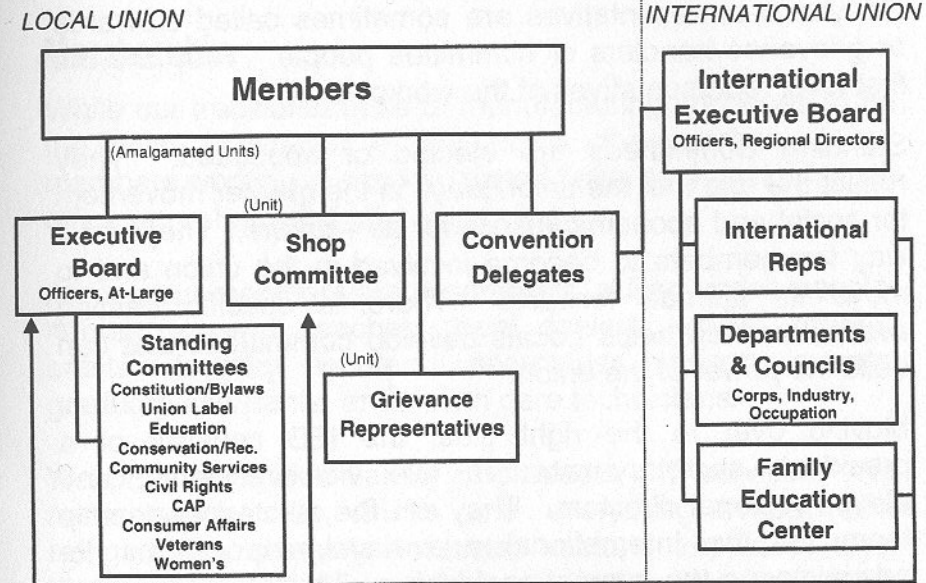 LOCAL UNION
INTERNATIONAL UNION
Members
(Amalgamated Units)
Executive
Board
Officers, At-Large
Standing
Committees
Constitution/Bylaws
Union Label
Education
Conservation/Rec.
Community Services
Civil Rights
CAP
Consumer Affairs
Veterans
Women's
(Unit)
Shop
Committee
(Unit)
Grievance
Representatives
Convention
Delegates
International
Executive Board
Officers, Regional Directors
International
Reps
Departments
& Councils
Corps, Industry,
Occupation
Family
Education
Center